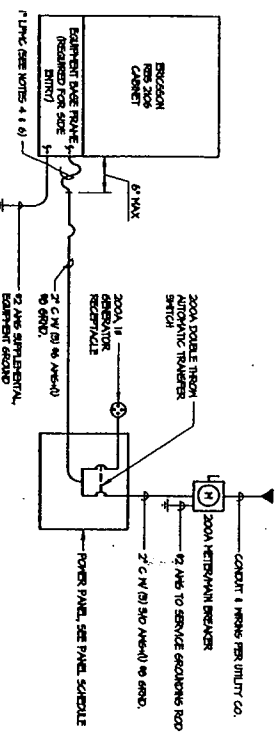 ERICSSON
RBS 2106
CABINET
EQUIPMENT BASE FRAME
(REQUIRED FOR SIDE
ENTRY)
1" LFMC (SEE NOTES 4 & 6)
6" MAX
#2 AWG SUPPLEMENTAL
EQUIPMENT GROUND
2" C W/ (3) #6 AWG+(1)
#8 GRND.
200A 1Ø
GENERATOR
RECEPTACLE
200A DOUBLE THROW
AUTOMATIC TRANSFER
SWITCH
POWER PANEL, SEE PANEL SCHEDULE
2" C W/ (3) 3/0 AWG+(1) #6 GRND.
#2 AWG TO SERVICE GROUNDING ROD
M
200A METER/MAIN BREAKER
CONDUIT & WIRING PER UTILITY CO.